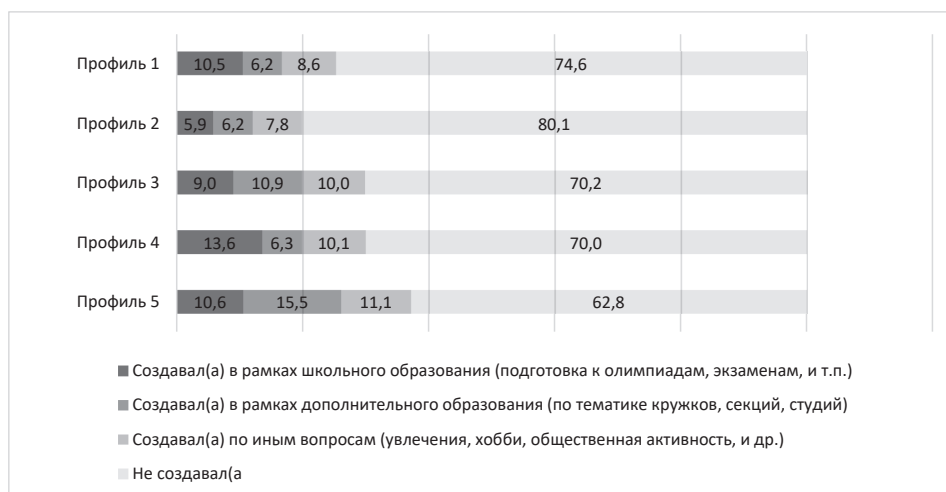 Профиль 1 10,5 6,2 8,6 74,6
Профиль 2 5,9 6,2 7,8 80,1
Профиль 3 9,0 10,9 10,0 70,2
Профиль 4 13,6 6,3 10,1 70,0
Профиль 5 10,6 15,5 11,1 62,8
Создавал(а) в рамках школьного образования (подготовка к олимпиадам, экзаменам, и т.п.)
Создавал(а) в рамках дополнительного образования (по тематике кружков, секций, студий)
Создавал(а) по иным вопросам (увлечения, хобби, общественная активность, и др.)
Не создавал(а